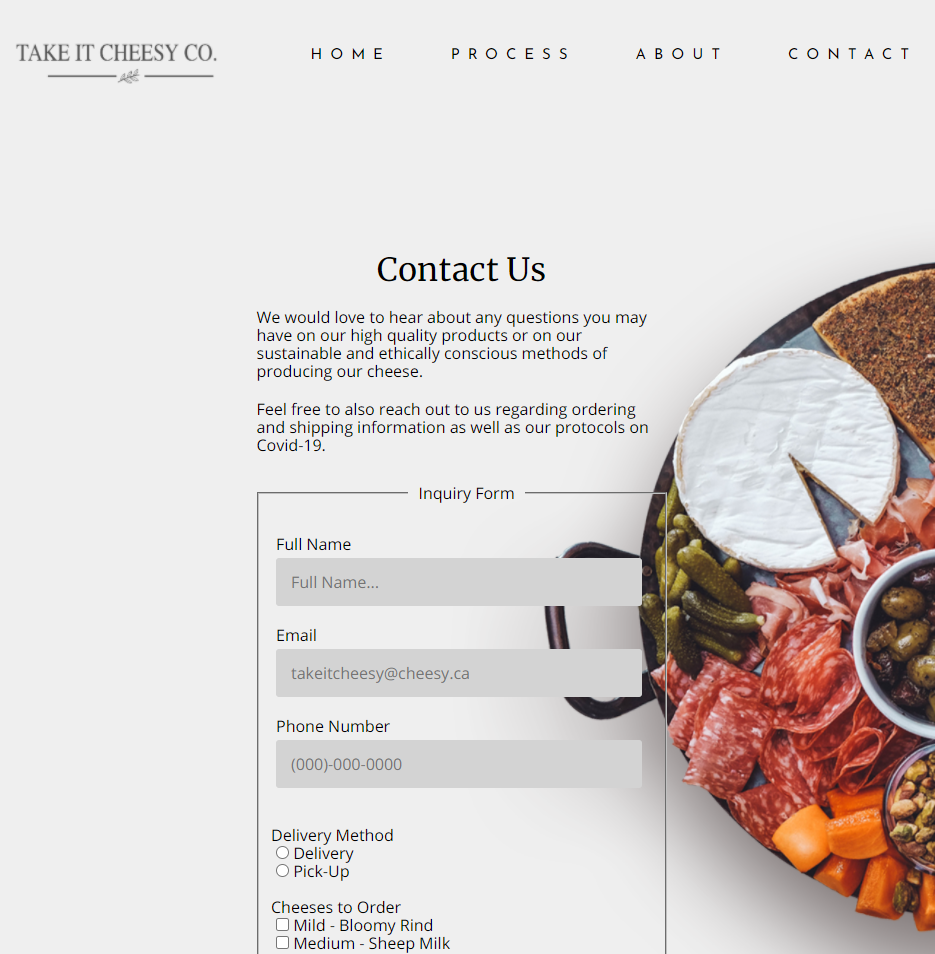 TAKE IT CHEESY CO.
HOME PROCESS ABOUT CONTACT
Contact Us
We would love to hear about any questions you may
have on our high quality products or on our
sustainable and ethically conscious methods of
producing our cheese.
Feel free to also reach out to us regarding ordering
and shipping information as well as our protocols on
Covid-19.
Inquiry Form
Full Name
Full Name...
Email
takeitcheesy@cheesy.ca
Phone Number
(000)-000-0000
Delivery Method
Delivery
Pick-Up
Cheeses to Order
Mild - Bloomy Rind
Medium - Sheep Milk